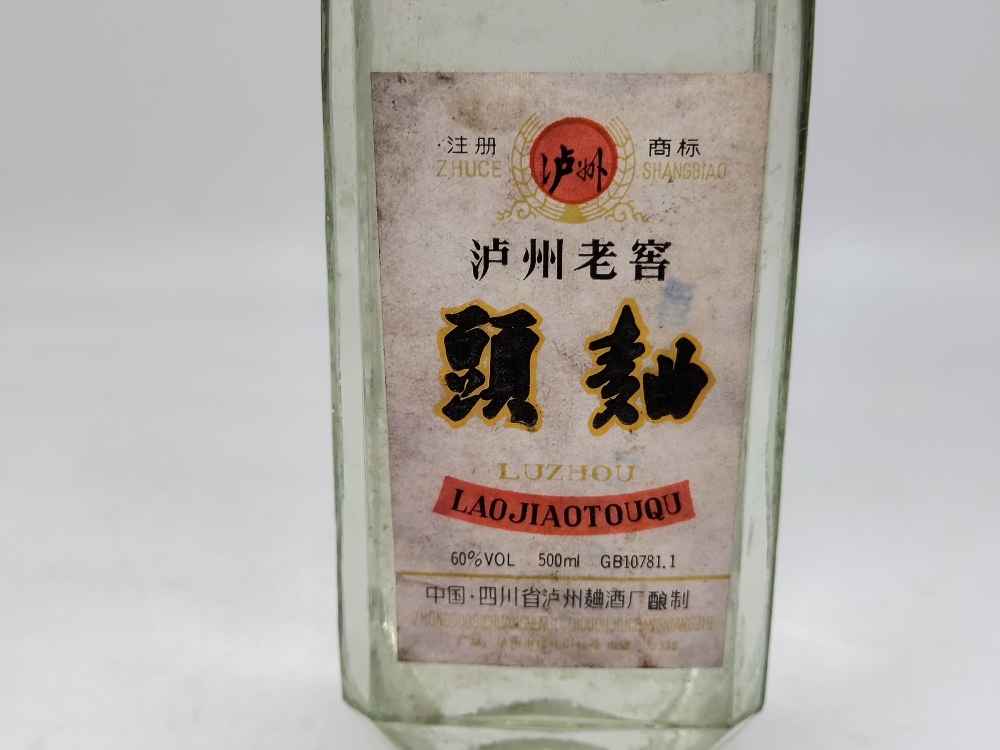 注册 泸州 商标
ZHUCE SHANGBIAO
泸州老窖
頭麯
LUZHOU
LAOJIAOTOUQU
60%VOL 500ml GB10781.1
中国·四川省泸州麯酒厂酿制